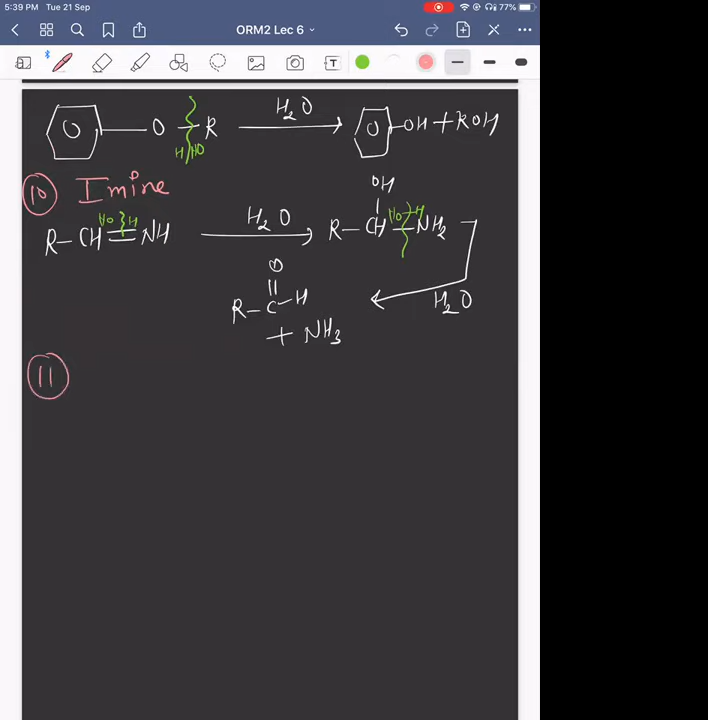 5:39 PM Tue 21 Sep 77%
ORM2 Lec 6
T
O R H2O OH + ROH
H HO
10 Imine
OH
R-CH=NH H2O R-CH-NH2
HO H HO H
O
R-C-H H2O
+ NH3
11